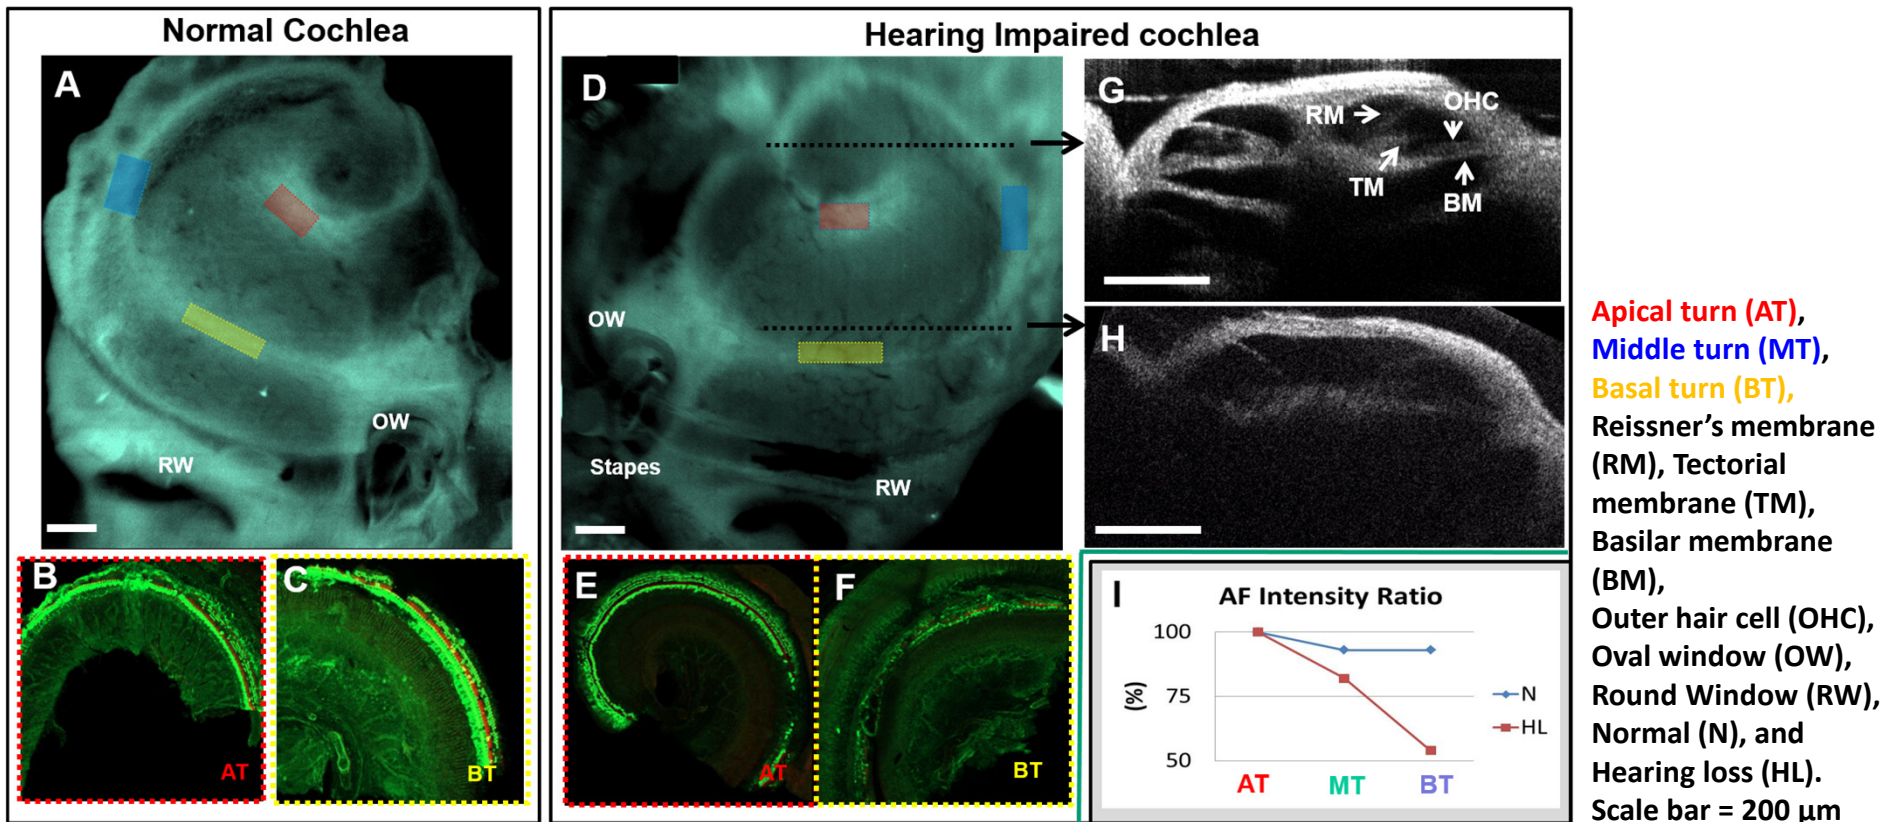 Normal Cochlea
A
RW
OW
B
AT
C
BT
Hearing Impaired cochlea
D
OW
Stapes
RW
E
AT
F
BT
G
RM
OHC
TM
BM
H
I
AF Intensity Ratio
100
75
50
(%)
N
HL
AT MT BT
Apical turn (AT),
Middle turn (MT),
Basal turn (BT),
Reissner’s membrane
(RM), Tectorial
membrane (TM),
Basilar membrane
(BM),
Outer hair cell (OHC),
Oval window (OW),
Round Window (RW),
Normal (N), and
Hearing loss (HL).
Scale bar = 200 µm